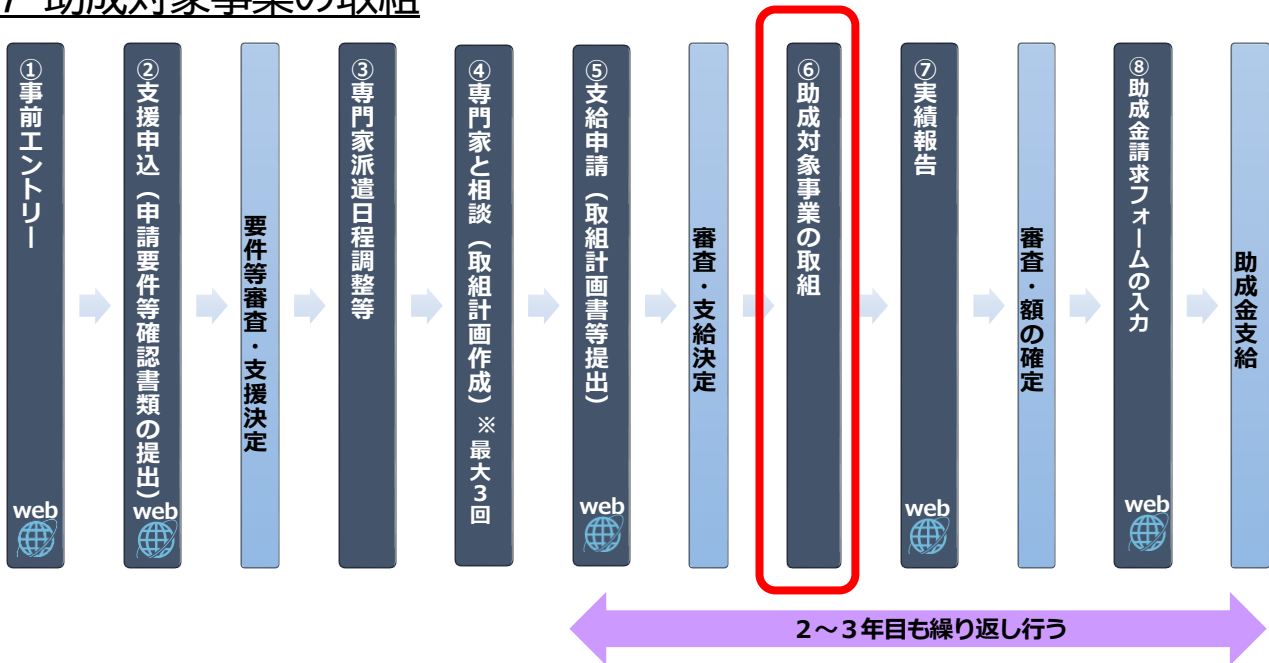 7 助成対象事業の取組
①事前エントリー
web
②支援申込（申請要件等確認書類の提出）
web
要件等審査・支援決定
③専門家派遣日程調整等
④専門家と相談（取組計画作成）※最大３回
⑤支給申請（取組計画書等提出）
web
審査・支給決定
⑥助成対象事業の取組
⑦実績報告
web
審査・額の確定
⑧助成金請求フォームの入力
web
助成金支給
２～３年目も繰り返し行う